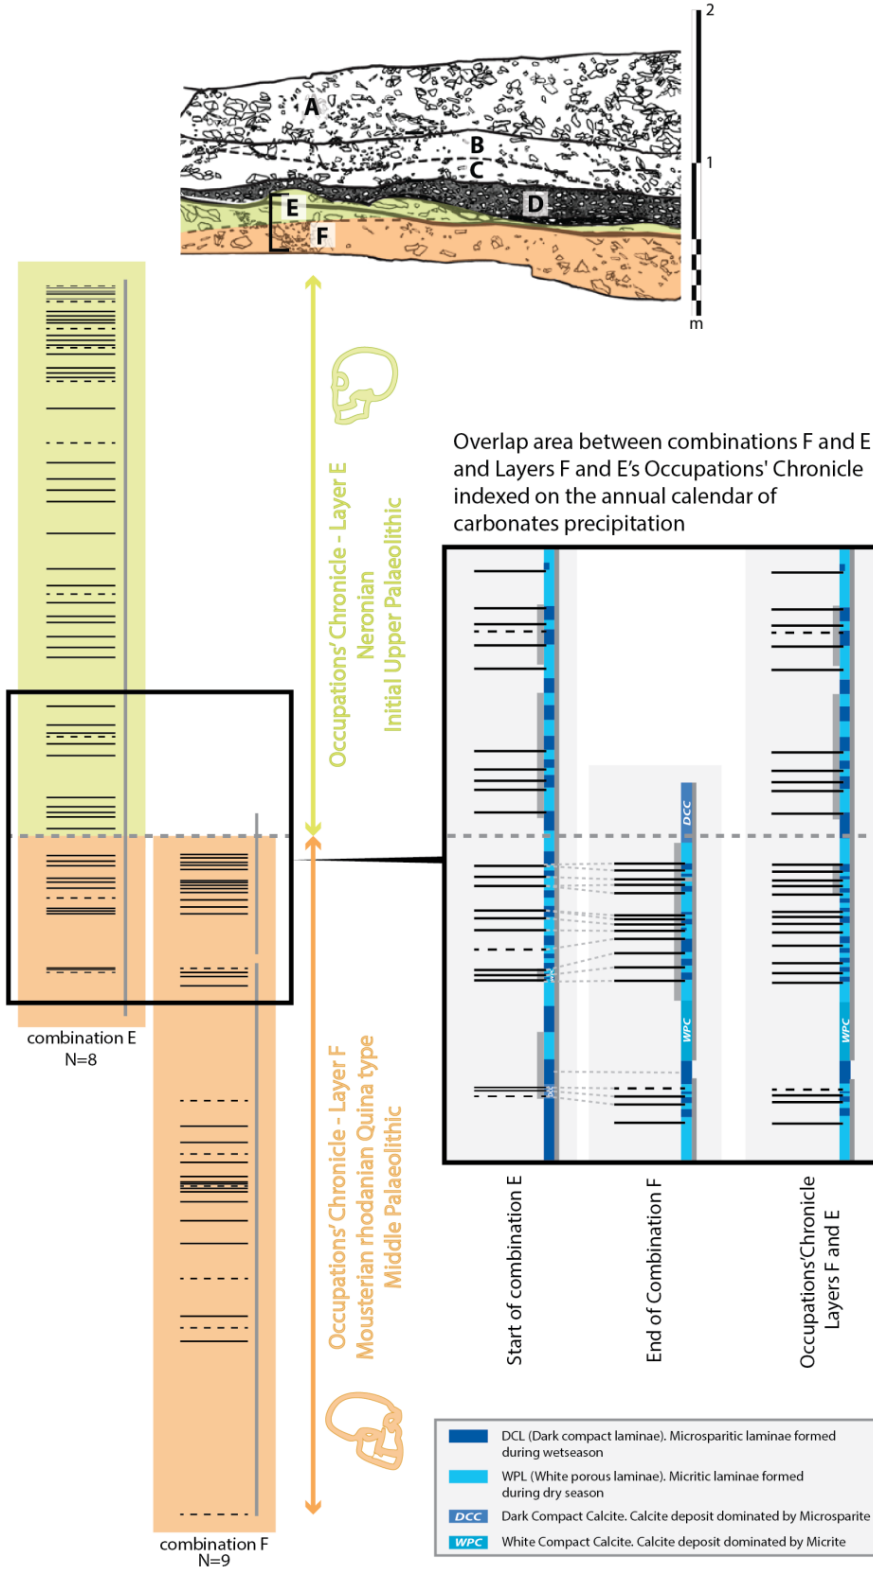 2
A
B
1
C
E
D
F
m
Overlap area between combinations F and E
and Layers F and E's Occupations' Chronicle
indexed on the annual calendar of
carbonates precipitation
Occupations' Chronicle - Layer E
Neronian
Initial Upper Palaeolithic
DCC
WPC
WPC
DCC
combination E
N=8
Occupations' Chronicle - Layer F
Mousterian rhodanian Quina type
Middle Palaeolithic
Start of combination E
End of Combination F
Occupations'Chronicle
Layers F and E
DCL (Dark compact laminae). Microsparitic laminae formed
during wetseason
WPL (White porous laminae). Micritic laminae formed
during dry season
DCC Dark Compact Calcite. Calcite deposit dominated by Microsparite
WPC White Compact Calcite. Calcite deposit dominated by Micrite
combination F
N=9